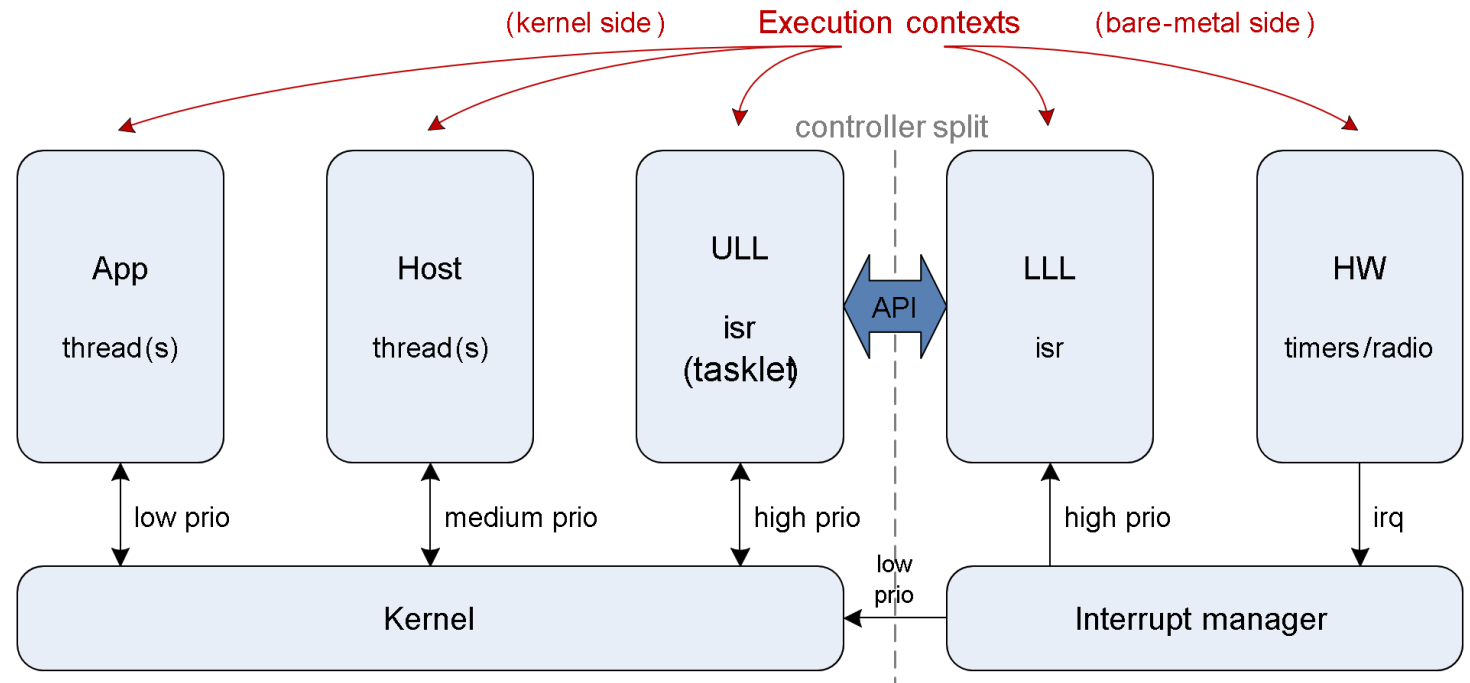 (kernel side)
Execution contexts
(bare-metal side)
controller split
App
thread(s)
Host
thread(s)
ULL
isr
(tasklet)
API
LLL
isr
HW
timers/radio
low prio
medium prio
high prio
high prio
irq
low
prio
Kernel
Interrupt manager